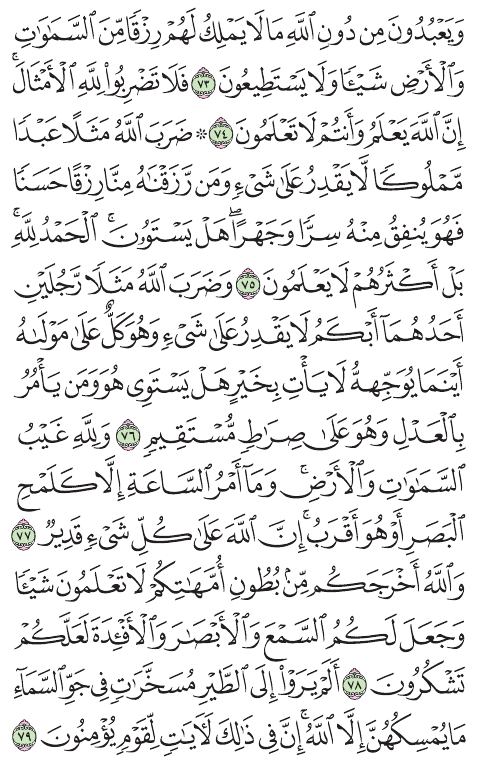 وَيَعْبُدُونَ مِن دُونِ ٱللَّهِ مَا لَا يَمْلِكُ لَهُمْ رِزْقًا مِّنَ ٱلسَّمَٰوَٰتِ
وَٱلْأَرْضِ شَيْـًٔا وَلَا يَسْتَطِيعُونَ ٧٣ فَلَا تَضْرِبُوا۟ لِلَّهِ ٱلْأَمْثَالَۚ
إِنَّ ٱللَّهَ يَعْلَمُ وَأَنتُمْ لَا تَعْلَمُونَ ٧٤ ۞ ضَرَبَ ٱللَّهُ مَثَلًا عَبْدًا
مَّمْلُوكًا لَّا يَقْدِرُ عَلَىٰ شَىْءٍ وَمَن رَّزَقْنَٰهُ مِنَّا رِزْقًا حَسَنًا
فَهُوَ يُنفِقُ مِنْهُ سِرًّا وَجَهْرًاۖ هَلْ يَسْتَوُۥنَۚ ٱلْحَمْدُ لِلَّهِۚ
بَلْ أَكْثَرُهُمْ لَا يَعْلَمُونَ ٧٥ وَضَرَبَ ٱللَّهُ مَثَلًا رَّجُلَيْنِ
أَحَدُهُمَآ أَبْكَمُ لَا يَقْدِرُ عَلَىٰ شَىْءٍ وَهُوَ كَلٌّ عَلَىٰ مَوْلَىٰهُ
أَيْنَمَا يُوَجِّههُّ لَا يَأْتِ بِخَيْرٍ هَلْ يَسْتَوِى هُوَ وَمَن يَأْمُرُ
بِٱلْعَدْلِ وَهُوَ عَلَىٰ صِرَٰطٍ مُّسْتَقِيمٍ ٧٦ وَلِلَّهِ غَيْبُ
ٱلسَّمَٰوَٰتِ وَٱلْأَرْضِۚ وَمَآ أَمْرُ ٱلسَّاعَةِ إِلَّا كَلَمْحِ
ٱلْبَصَرِ أَوْ هُوَ أَقْرَبُۚ إِنَّ ٱللَّهَ عَلَىٰ كُلِّ شَىْءٍ قَدِيرٌ ٧٧
وَٱللَّهُ أَخْرَجَكُم مِّنۢ بُطُونِ أُمَّهَٰتِكُمْ لَا تَعْلَمُونَ شَيْـًٔا
وَجَعَلَ لَكُمُ ٱلسَّمْعَ وَٱلْأَبْصَٰرَ وَٱلْأَفْـِٔدَةَ لَعَلَّكُمْ
تَشْكُرُونَ ٧٨ أَلَمْ يَرَوْا۟ إِلَى ٱلطَّيْرِ مُسَخَّرَٰتٍ فِى جَوِّ ٱلسَّمَآءِ
مَا يُمْسِكُهُنَّ إِلَّا ٱللَّهُۚ إِنَّ فِى ذَٰلِكَ لَءَايَٰتٍ لِّقَوْمٍ يُؤْمِنُونَ ٧٩